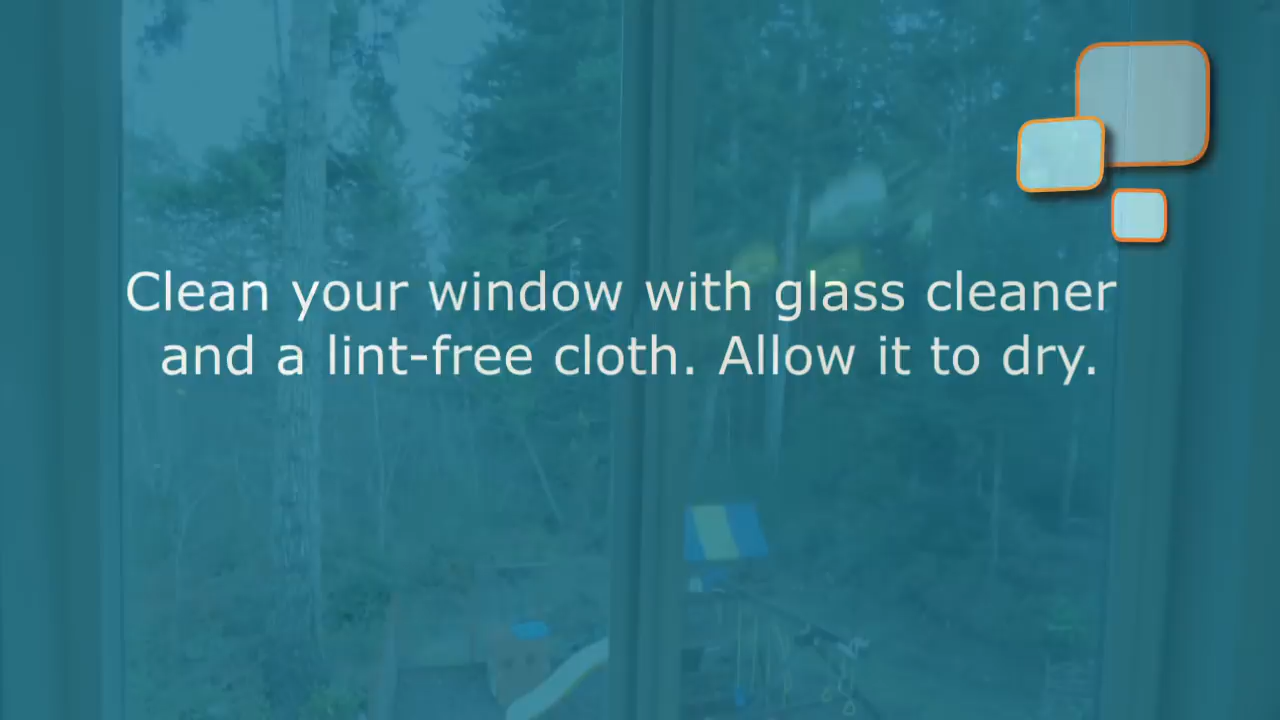 Clean your window with glass cleaner
and a lint-free cloth. Allow it to dry.